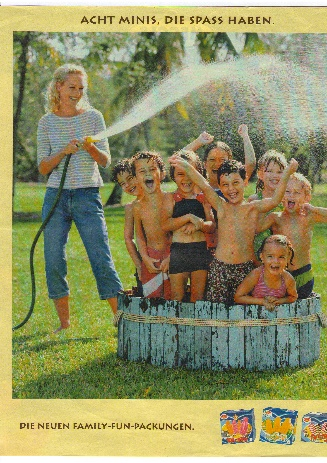 ACHT MINIS, DIE SPASS HABEN.
DIE NEUEN FAMILY-FUN-PACKUNGEN.